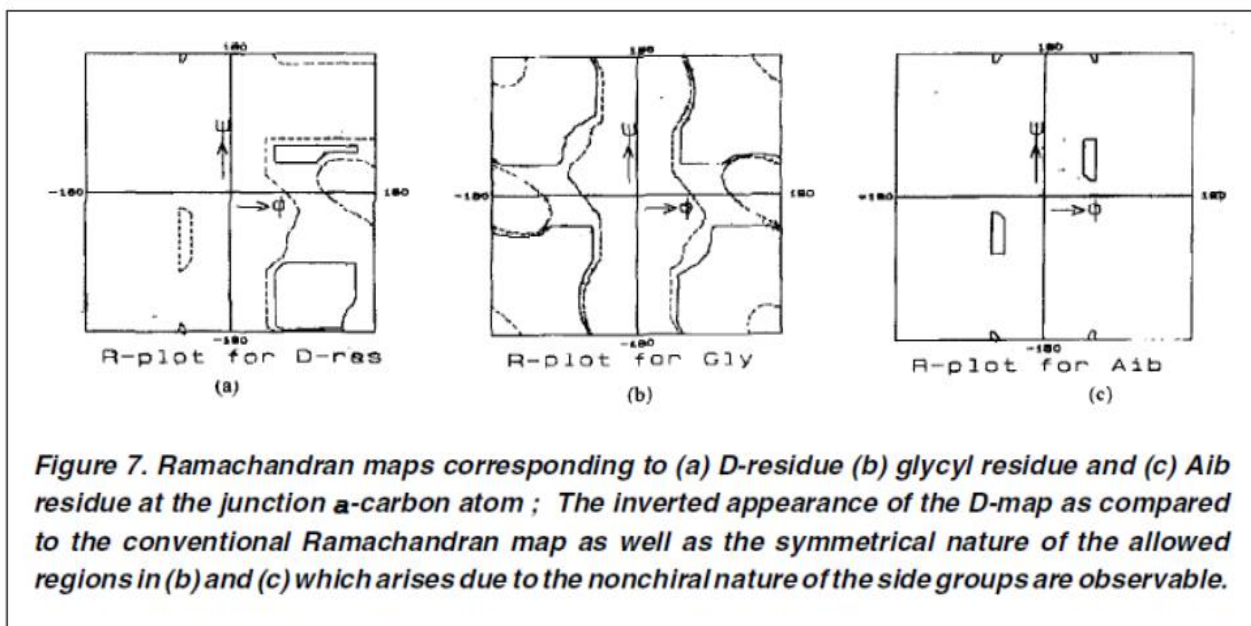 180 180 180
Ψ Ψ Ψ
-180 180 -180 180 -180 180
ϕ ϕ ϕ
-180 -180 -180
R-plot for D-res R-plot for Gly R-plot for Aib
(a) (b) (c)
Figure 7. Ramachandran maps corresponding to (a) D-residue (b) glycyl residue and (c) Aib
residue at the junction a-carbon atom ; The inverted appearance of the D-map as compared
to the conventional Ramachandran map as well as the symmetrical nature of the allowed
regions in (b) and (c) which arises due to the nonchiral nature of the side groups are observable.